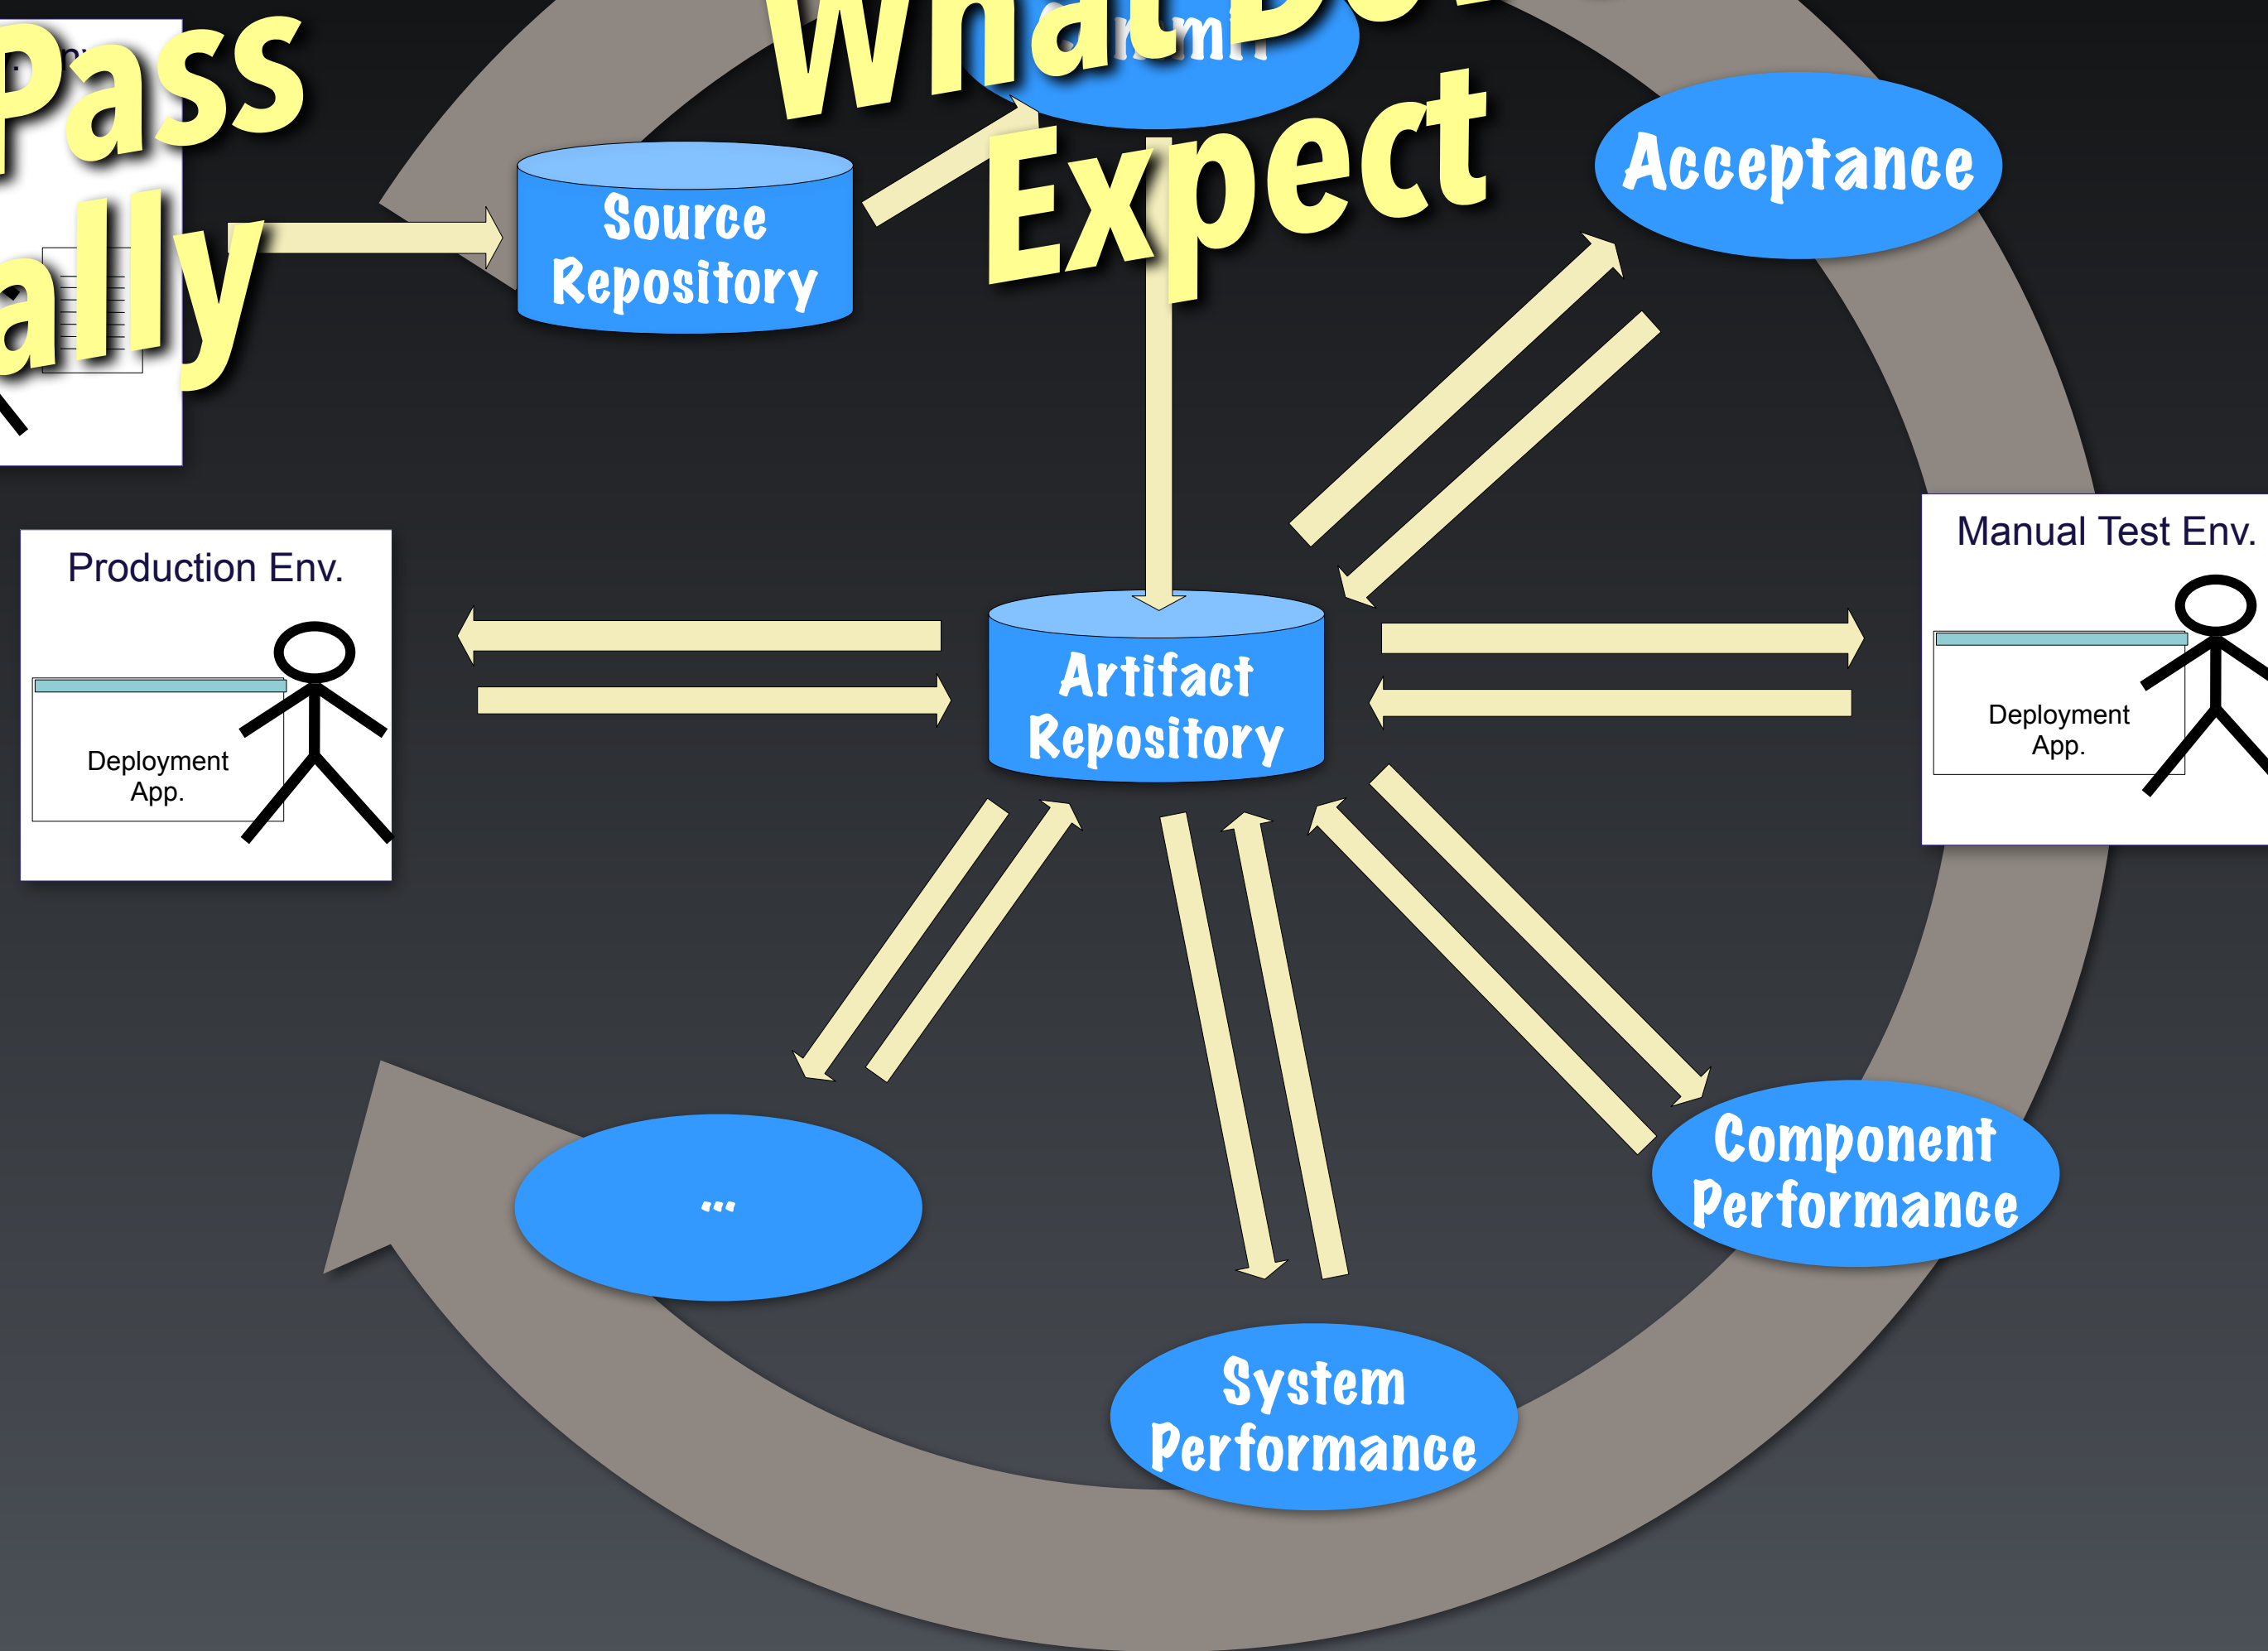 Pass
ally
What
Expect
Source
Repository
Acceptance
Production Env.
Deployment
App.
Artifact
Repository
Manual Test Env.
Deployment
App.
Component
Performance
...
System
Performance